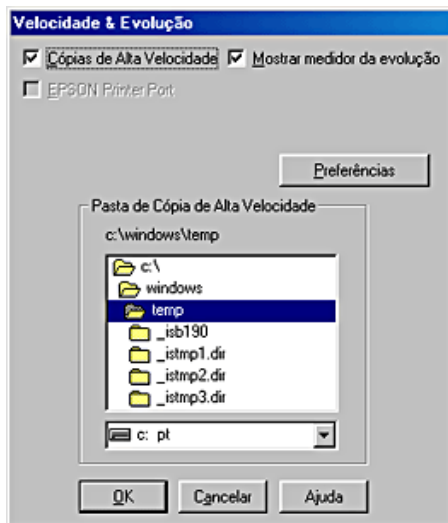 Velocidade & Evolução
Cópias de Alta Velocidade Mostrar medidor da evolução
EPSON Printer Port
Preferências
Pasta de Cópia de Alta Velocidade
c:\windows\temp
c:\
windows
temp
_isb190
_istmp1.dir
_istmp2.dir
_istmp3.dir
c: pt
OK Cancelar Ajuda